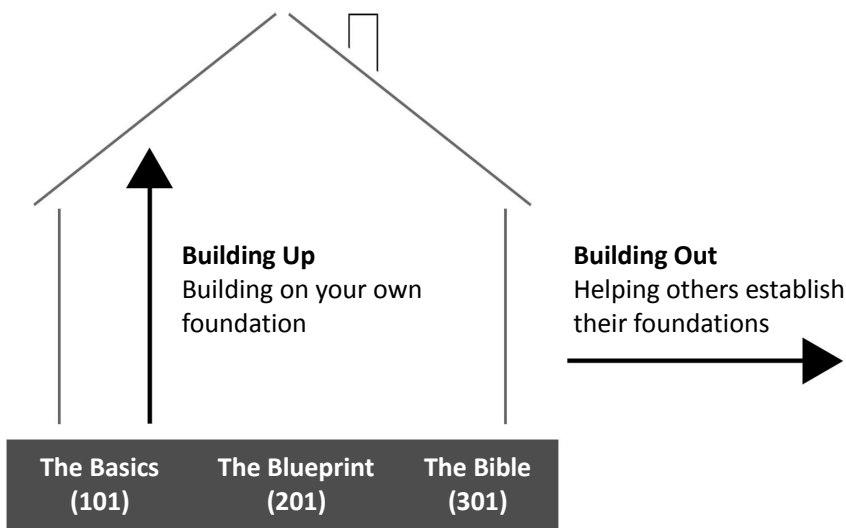 Building Up
Building on your own
foundation
Building Out
Helping others establish
their foundations
The Basics
(101)
The Blueprint
(201)
The Bible
(301)